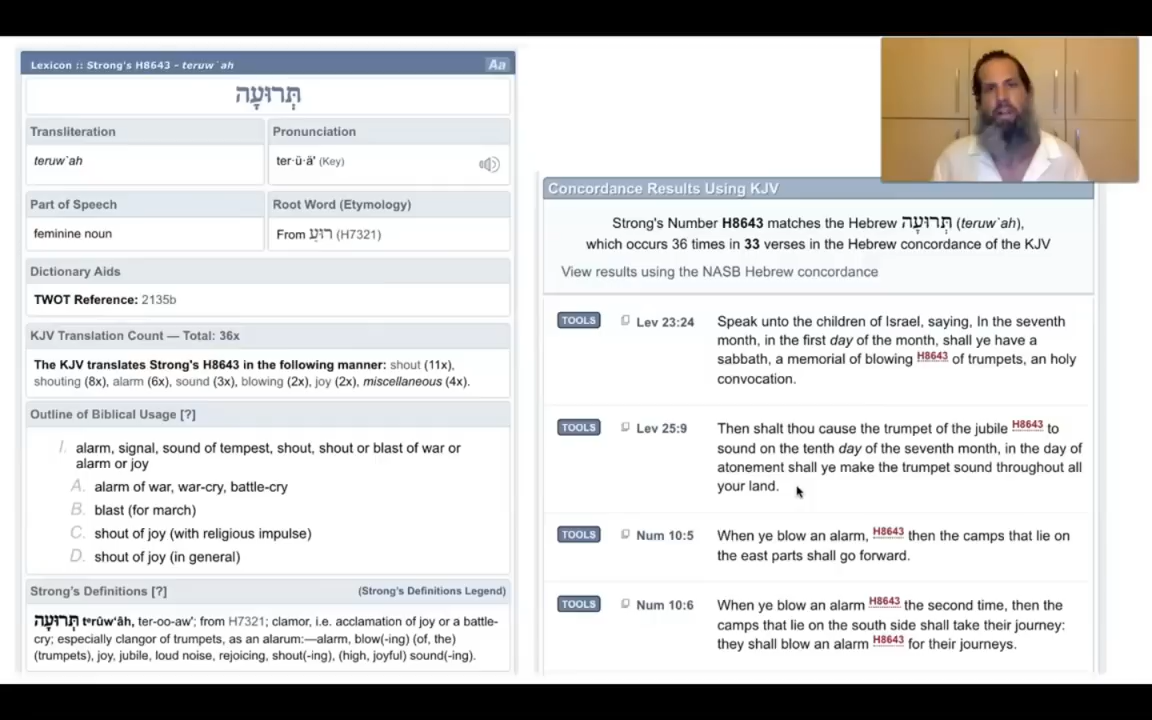 Lexicon :: Strong's H8643 - teruw`ah
Aa
תְּרוּעָה
Transliteration
Pronunciation
teruw`ah
ter·ü·ä' (Key)
Part of Speech
Root Word (Etymology)
feminine noun
From רוּעַ (H7321)
Dictionary Aids
TWOT Reference: 2135b
KJV Translation Count — Total: 36x
The KJV translates Strong's H8643 in the following manner: shout (11x),
shouting (8x), alarm (6x), sound (3x), blowing (2x), joy (2x), miscellaneous (4x).
Outline of Biblical Usage [?]
I. alarm, signal, sound of tempest, shout, shout or blast of war or
alarm or joy
A. alarm of war, war-cry, battle-cry
B. blast (for march)
C. shout of joy (with religious impulse)
D. shout of joy (in general)
Strong's Definitions [?]
(Strong's Definitions Legend)
תְּרוּעָה tᵉrûwʻâh, ter-oo-aw'; from H7321; clamor, i.e. acclamation of joy or a battle-
cry; especially clangor of trumpets, as an alarum:—alarm, blow(-ing) (of, the)
(trumpets), joy, jubile, loud noise, rejoicing, shout(-ing), (high, joyful) sound(-ing).
Concordance Results Using KJV
Strong's Number H8643 matches the Hebrew תְּרוּעָה (teruw`ah),
which occurs 36 times in 33 verses in the Hebrew concordance of the KJV
View results using the NASB Hebrew concordance
TOOLS
Lev 23:24
Speak unto the children of Israel, saying, In the seventh
month, in the first day of the month, shall ye have a
sabbath, a memorial of blowing H8643 of trumpets, an holy
convocation.
TOOLS
Lev 25:9
Then shalt thou cause the trumpet of the jubile H8643 to
sound on the tenth day of the seventh month, in the day of
atonement shall ye make the trumpet sound throughout all
your land.
TOOLS
Num 10:5
When ye blow an alarm, H8643 then the camps that lie on
the east parts shall go forward.
TOOLS
Num 10:6
When ye blow an alarm H8643 the second time, then the
camps that lie on the south side shall take their journey:
they shall blow an alarm H8643 for their journeys.